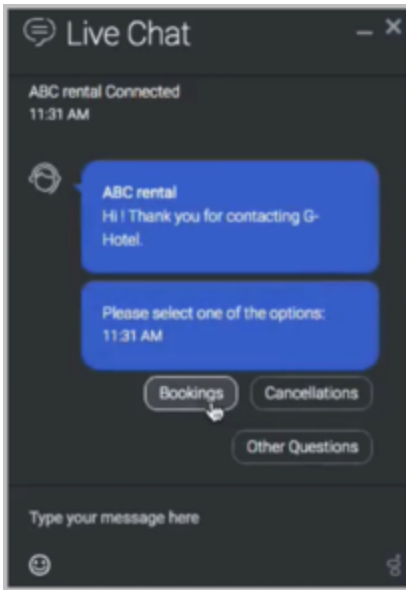 Live Chat
ABC rental Connected
11:31 AM
ABC rental
Hi ! Thank you for contacting G-
Hotel.
Please select one of the options:
11:31 AM
Bookings
Cancellations
Other Questions
Type your message here